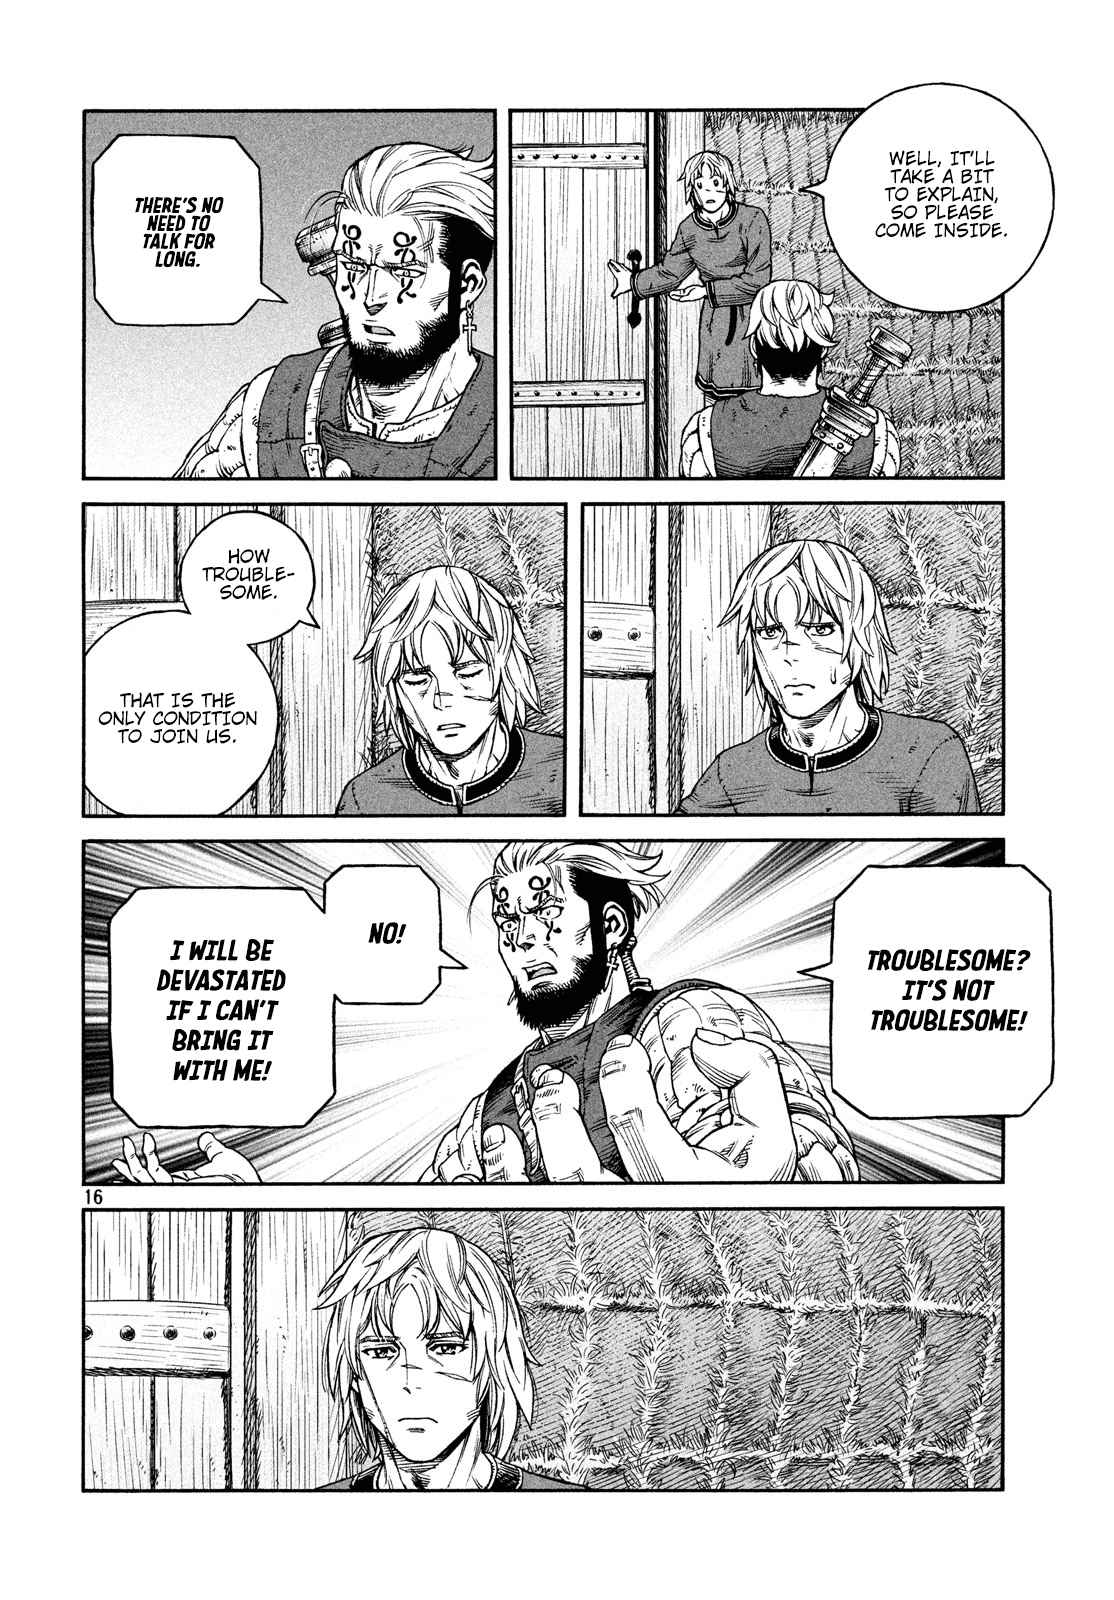 WELL, IT'LL
TAKE A BIT
TO EXPLAIN,
SO PLEASE
COME INSIDE.
THERE'S NO
NEED TO
TALK FOR
LONG.
HOW
TROUBLE-
SOME.
THAT IS THE
ONLY CONDITION
TO JOIN US.
TROUBLESOME?
IT'S NOT
TROUBLESOME!
NO!
I WILL BE
DEVASTATED
IF I CAN'T
BRING IT
WITH ME!
16